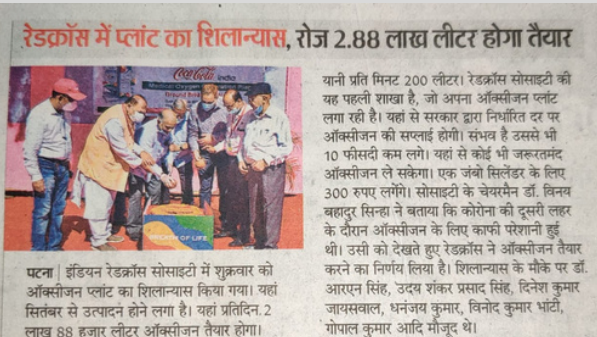 रेडक्रॉस में प्लांट का शिलान्यास, रोज 2.88 लाख लीटर होगा तैयार
Coca-Cola India
BREATH OF LIFE
पटना | इंडियन रेडक्रॉस सोसाइटी में शुक्रवार को
ऑक्सीजन प्लांट का शिलान्यास किया गया। यहां
सितंबर से उत्पादन होने लगा है। यहां प्रतिदिन 2
लाख 88 हजार लीटर ऑक्सीजन तैयार होगा।
यानी प्रति मिनट 200 लीटर। रेडक्रॉस सोसाइटी की
यह पहली शाखा है, जो अपना ऑक्सीजन प्लांट
लगा रही है। यहां से सरकार द्वारा निर्धारित दर पर
ऑक्सीजन की सप्लाई होगी। संभव है उससे भी
10 फीसदी कम लगे। यहां से कोई भी जरूरतमंद
ऑक्सीजन ले सकेगा। एक जंबो सिलेंडर के लिए
300 रुपए लगेंगे। सोसाइटी के चेयरमैन डॉ. विनय
बहादुर सिन्हा ने बताया कि कोरोना की दूसरी लहर
के दौरान ऑक्सीजन के लिए काफी परेशानी हुई
थी। उसी को देखते हुए रेडक्रॉस ने ऑक्सीजन तैयार
करने का निर्णय लिया है। शिलान्यास के मौके पर डॉ.
आरएन सिंह, उदय शंकर प्रसाद सिंह, दिनेश कुमार
जायसवाल, धनंजय कुमार, विनोद कुमार भांटी,
गोपाल कुमार आदि मौजूद थे।